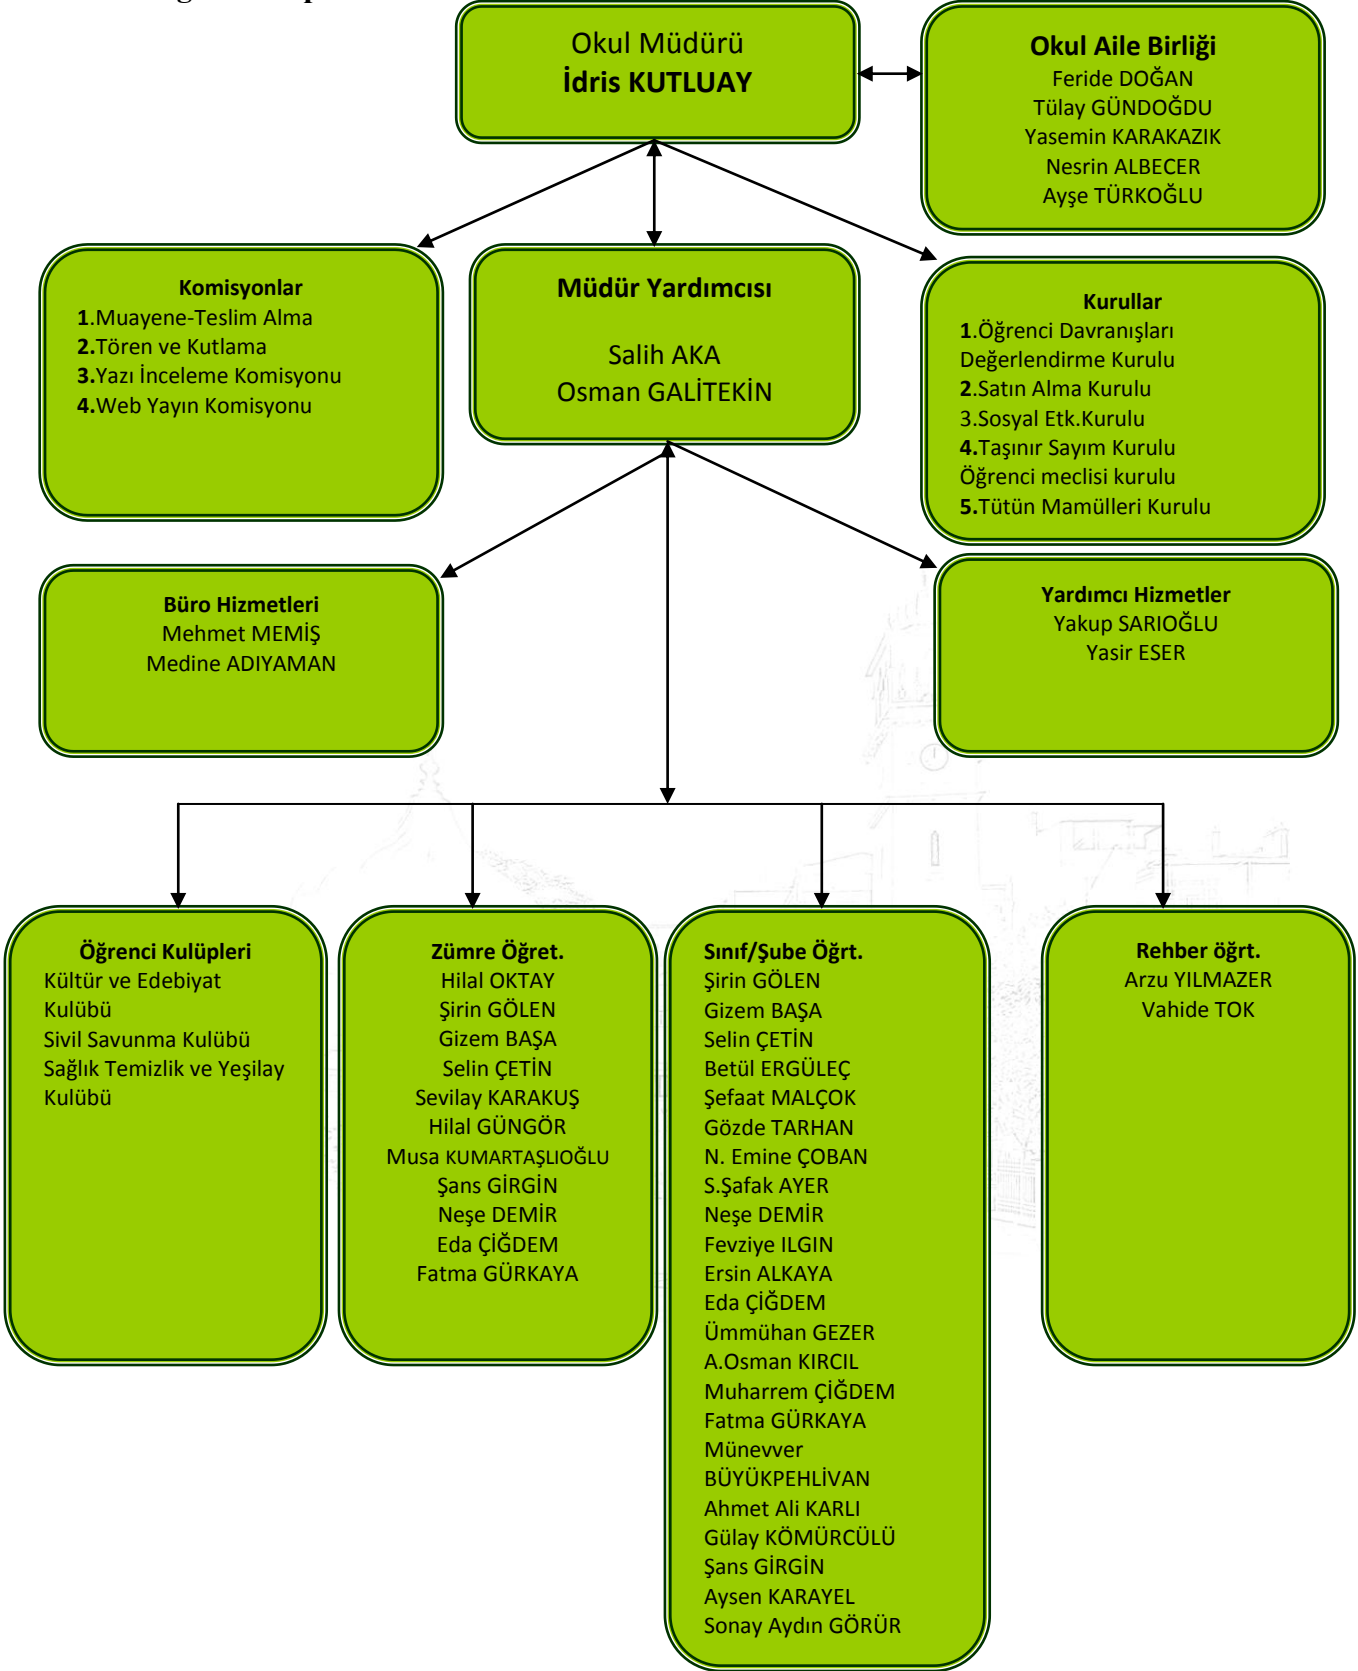 Okul Müdürü
İdris KUTLUAY
Okul Aile Birliği
Feride DOĞAN
Tülay GÜNDOĞDU
Yasemin KARAKAZIK
Nesrin ALBECER
Ayşe TÜRKOĞLU
Komisyonlar
1.Muayene-Teslim Alma
2.Tören ve Kutlama
3.Yazı İnceleme Komisyonu
4.Web Yayın Komisyonu
Müdür Yardımcısı
Salih AKA
Osman GALİTEKİN
Kurullar
1.Öğrenci Davranışları
Değerlendirme Kurulu
2.Satın Alma Kurulu
3.Sosyal Etk.Kurulu
4.Taşınır Sayım Kurulu
Öğrenci meclisi kurulu
5.Tütün Mamülleri Kurulu
Büro Hizmetleri
Mehmet MEMİŞ
Medine ADIYAMAN
Yardımcı Hizmetler
Yakup SARIOĞLU
Yasir ESER
Öğrenci Kulüpleri
Kültür ve Edebiyat
Kulübü
Sivil Savunma Kulübü
Sağlık Temizlik ve Yeşilay
Kulübü
Zümre Öğret.
Hilal OKTAY
Şirin GÖLEN
Gizem BAŞA
Selin ÇETİN
Sevilay KARAKUŞ
Hilal GÜNGÖR
Musa KUMARTAŞLIOĞLU
Şans GİRGİN
Neşe DEMİR
Eda ÇİĞDEM
Fatma GÜRKAYA
Sınıf/Şube Öğrt.
Şirin GÖLEN
Gizem BAŞA
Selin ÇETİN
Betül ERGÜLEÇ
Şefaat MALÇOK
Gözde TARHAN
N. Emine ÇOBAN
S.Şafak AYER
Neşe DEMİR
Fevziye ILGIN
Ersin ALKAYA
Eda ÇİĞDEM
Ümmühan GEZER
A.Osman KIRCIL
Muharrem ÇİĞDEM
Fatma GÜRKAYA
Münevver
BÜYÜKPEHLİVAN
Ahmet Ali KARLI
Gülay KÖMÜRCÜLÜ
Şans GİRGİN
Aysen KARAYEL
Sonay Aydın GÖRÜR
Rehber öğrt.
Arzu YILMAZER
Vahide TOK